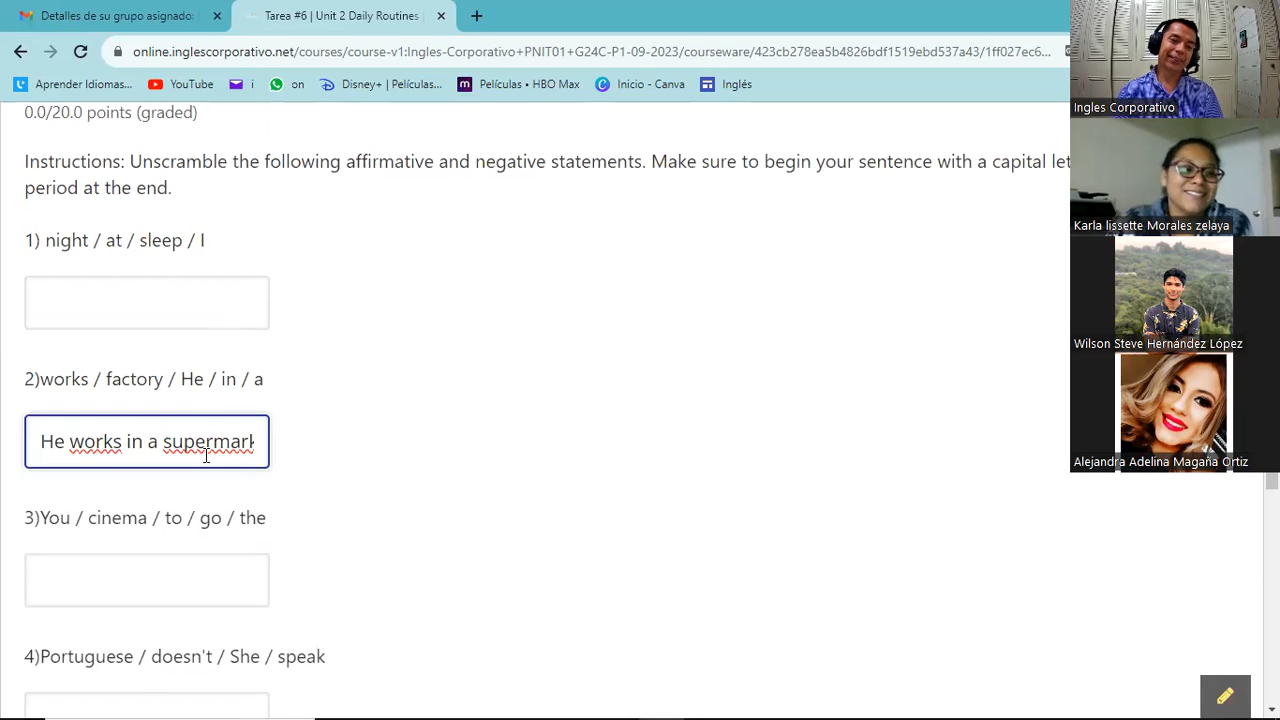 Detalles de su grupo asignado:
Tarea #6 | Unit 2 Daily Routines
online.inglescorporativo.net/courses/course-v1:Ingles-Corporativo+PNIT01+G24C-P1-09-2023/courseware/423cb278ea5b4826bdf1519ebd537a43/1ff027ec6...
Aprender Idiomas...
YouTube
i
on
Disney+ | Películas...
Películas • HBO Max
Inicio - Canva
Inglés
0.0/20.0 points (graded)
Instructions: Unscramble the following affirmative and negative statements. Make sure to begin your sentence with a capital let
period at the end.
1) night / at / sleep / I
2)works / factory / He / in / a
He works in a supermark
3)You / cinema / to / go / the
4)Portuguese / doesn't / She / speak
Ingles Corporativo
Karla lissette Morales zelaya
Wilson Steve Hernández López
Alejandra Adelina Magaña Ortiz